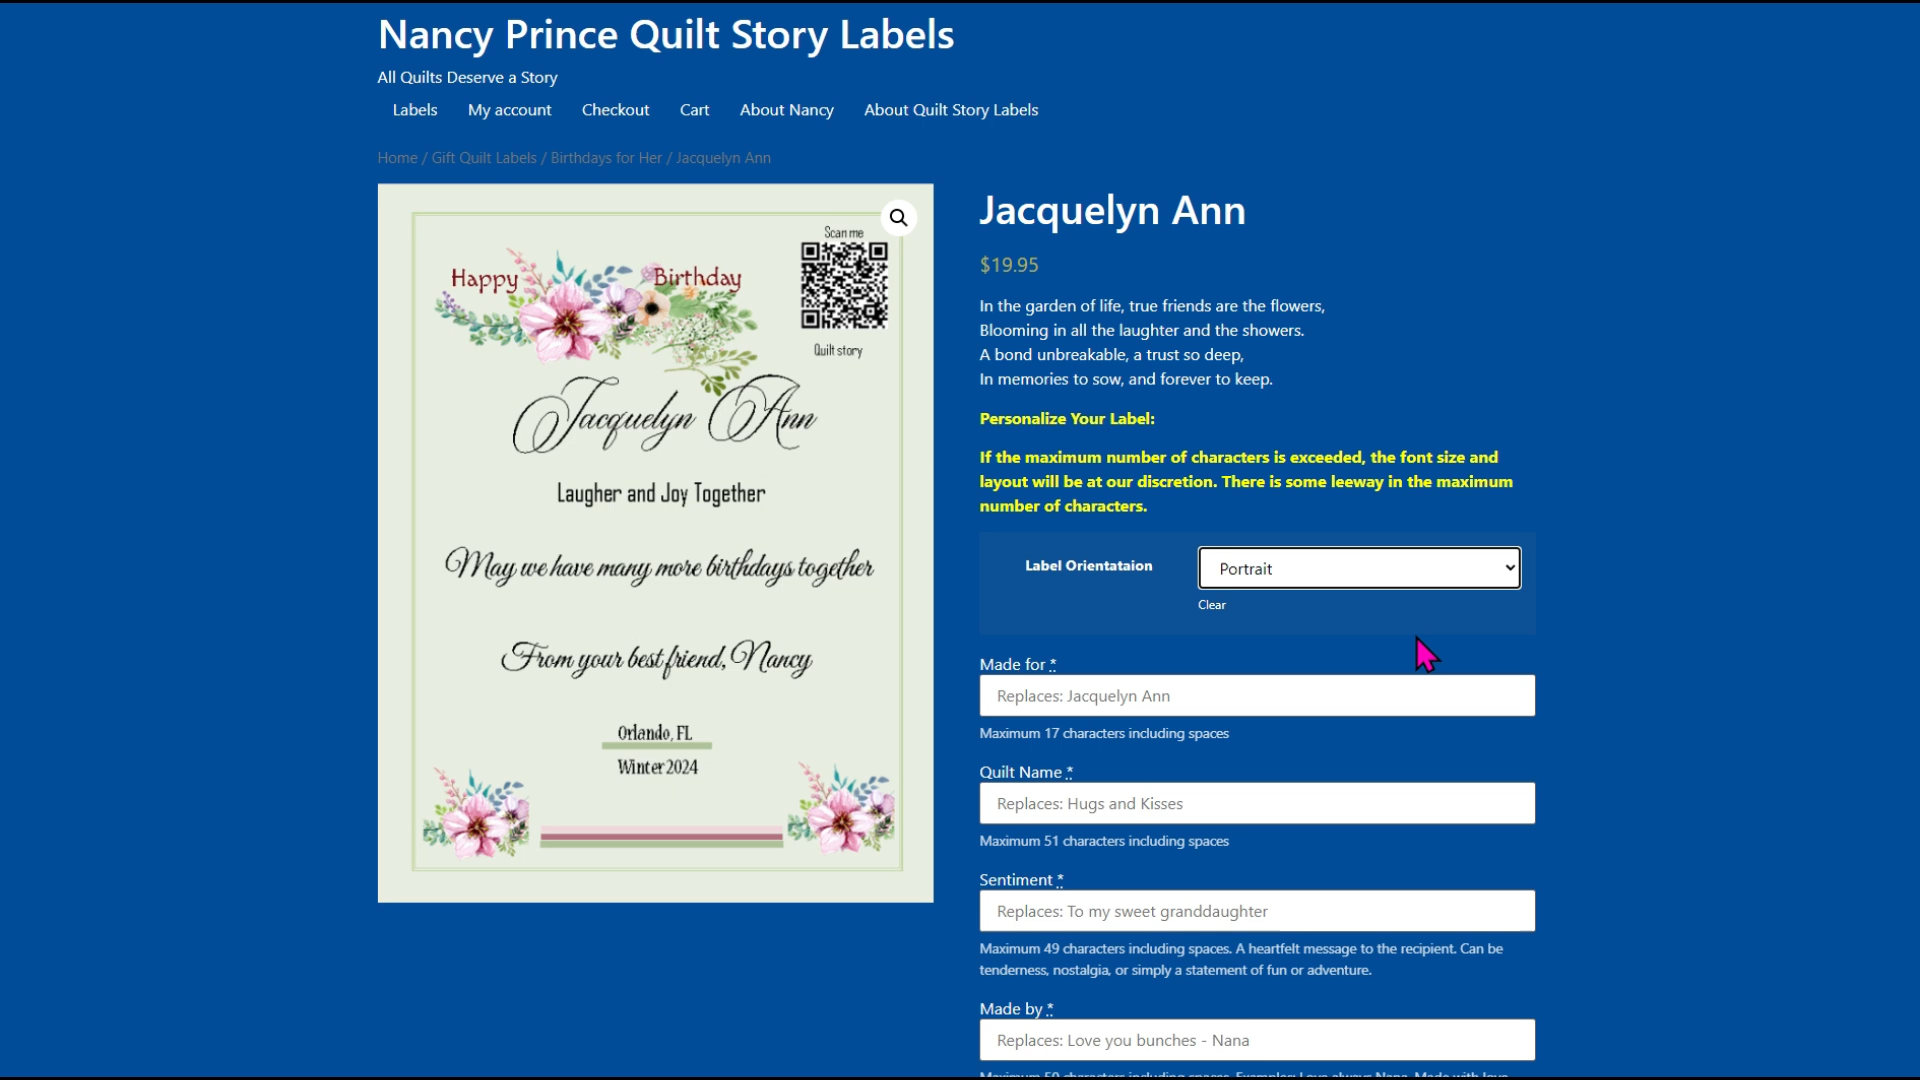 Nancy Prince Quilt Story Labels
All Quilts Deserve a Story
Labels My account Checkout Cart About Nancy About Quilt Story Labels
Home / Gift Quilt Labels / Birthdays for Her / Jacquelyn Ann
Scan me
Happy Birthday
Quilt story
Jacquelyn Ann
Laugher and Joy Together
May we have many more birthdays together
From your best friend, Nancy
Orlando, FL
Winter 2024
Jacquelyn Ann
$19.95
In the garden of life, true friends are the flowers,
Blooming in all the laughter and the showers.
A bond unbreakable, a trust so deep,
In memories to sow, and forever to keep.
Personalize Your Label:
If the maximum number of characters is exceeded, the font size and
layout will be at our discretion. There is some leeway in the maximum
number of characters.
Label Orientataion
Portrait
Clear
Made for *
Replaces: Jacquelyn Ann
Maximum 17 characters including spaces
Quilt Name *
Replaces: Hugs and Kisses
Maximum 51 characters including spaces
Sentiment *
Replaces: To my sweet granddaughter
Maximum 49 characters including spaces. A heartfelt message to the recipient. Can be
tenderness, nostalgia, or simply a statement of fun or adventure.
Made by *
Replaces: Love you bunches - Nana